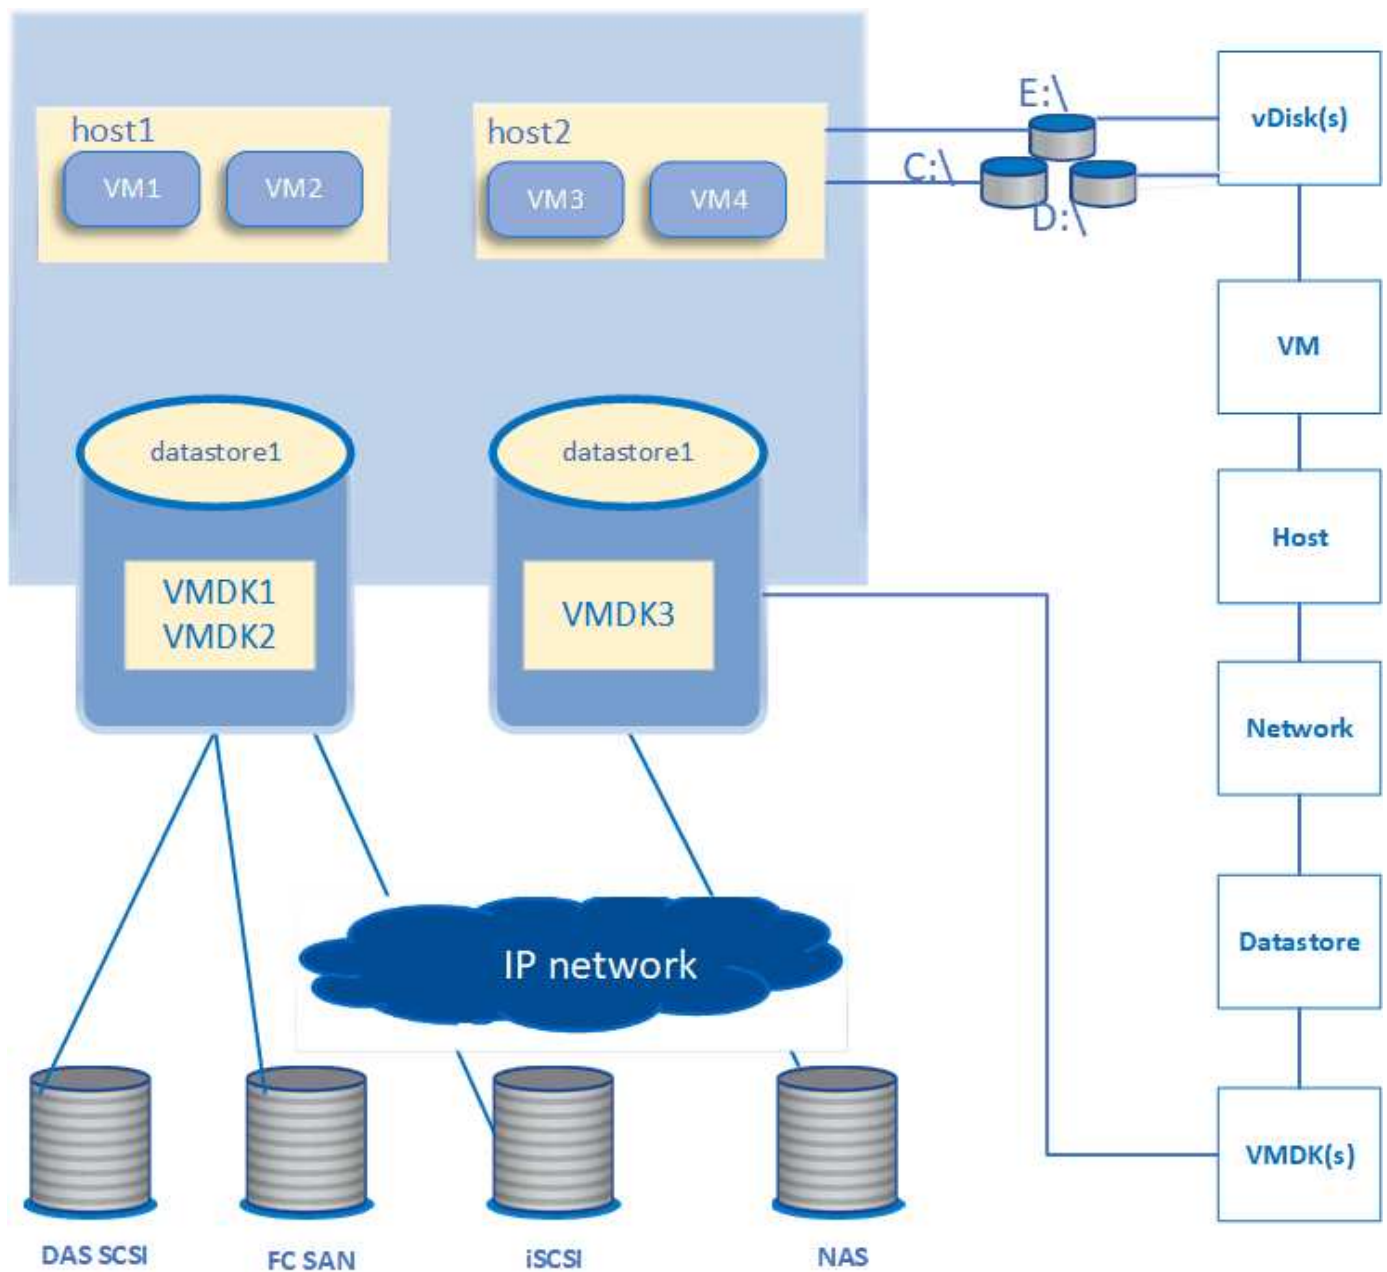 host1
VM1
VM2
host2
VM3
VM4
E:\
C:\
D:\
vDisk(s)
VM
Host
Network
Datastore
VMDK(s)
datastore1
VMDK1
VMDK2
datastore1
VMDK3
IP network
DAS SCSI
FC SAN
iSCSI
NAS